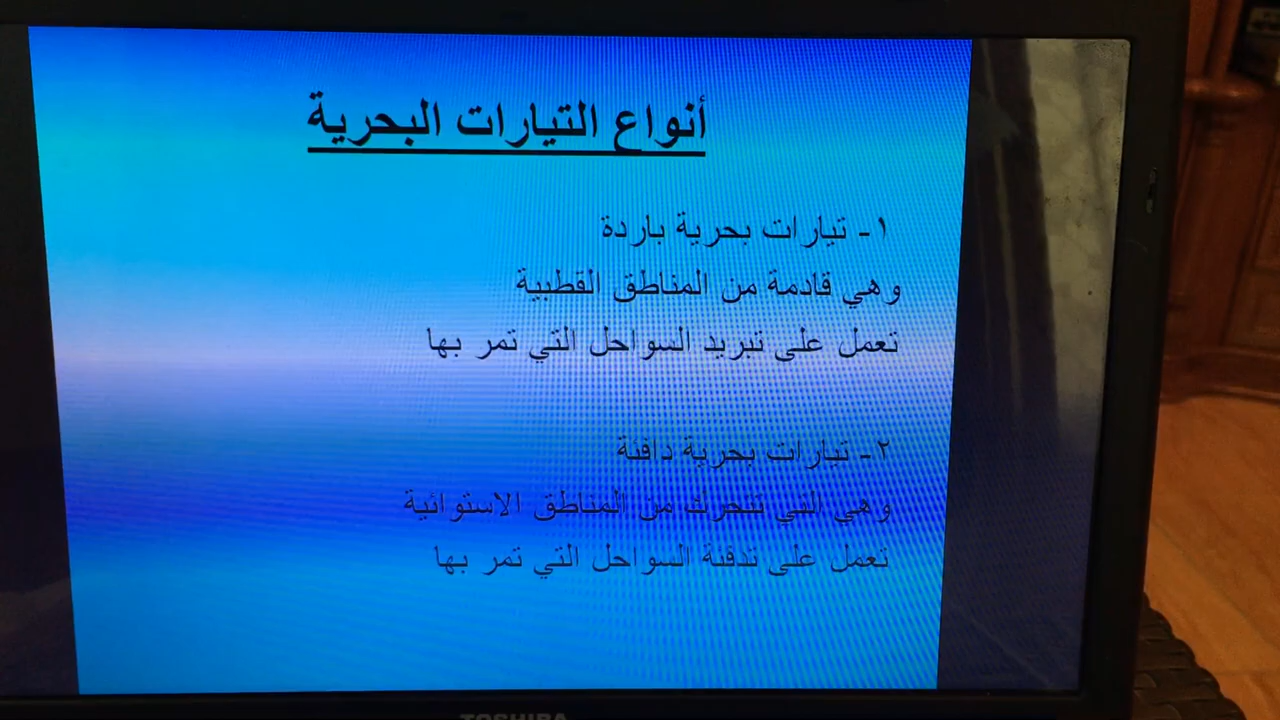 أنواع التيارات البحرية
١- تيارات بحرية باردة
وهي قادمة من المناطق القطبية
تعمل على تبريد السواحل التي تمر بها
٢- تيارات بحرية دافئة
وهي التي تتحرك من المناطق الاستوائية
تعمل على تدفئة السواحل التي تمر بها
TOSHIBA